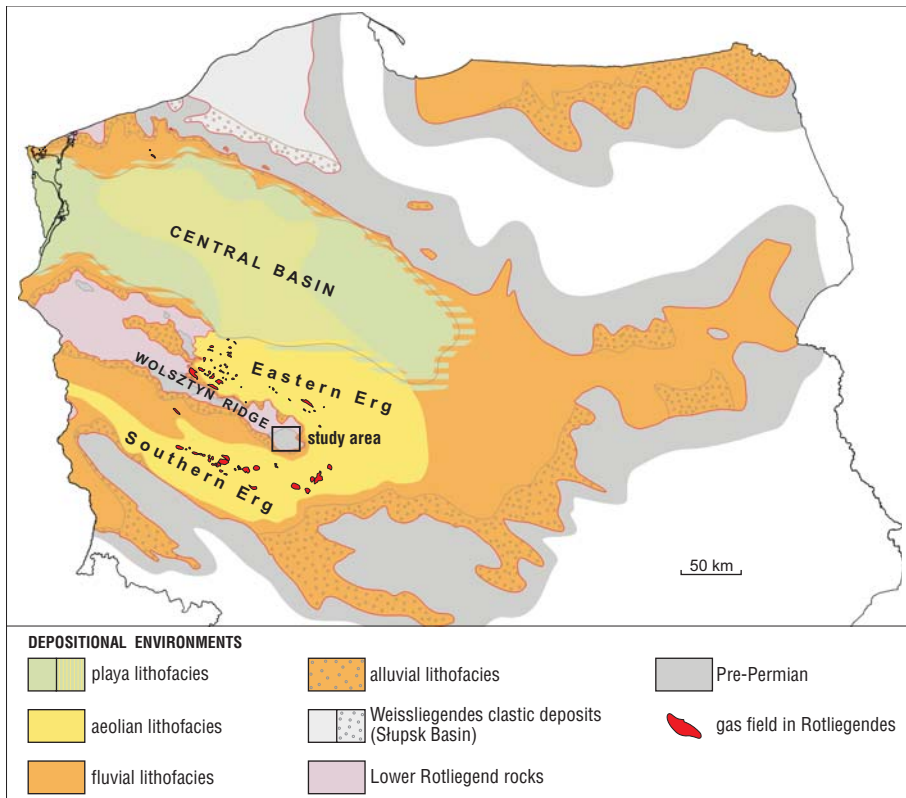 CENTRAL BASIN
Eastern Erg
WOLSZTYN RIDGE
study area
Southern Erg
50 km
DEPOSITIONAL ENVIRONMENTS
playa lithofacies
aeolian lithofacies
fluvial lithofacies
alluvial lithofacies
Weissliegendes clastic deposits
(Słupsk Basin)
Lower Rotliegend rocks
Pre-Permian
gas field in Rotliegendes